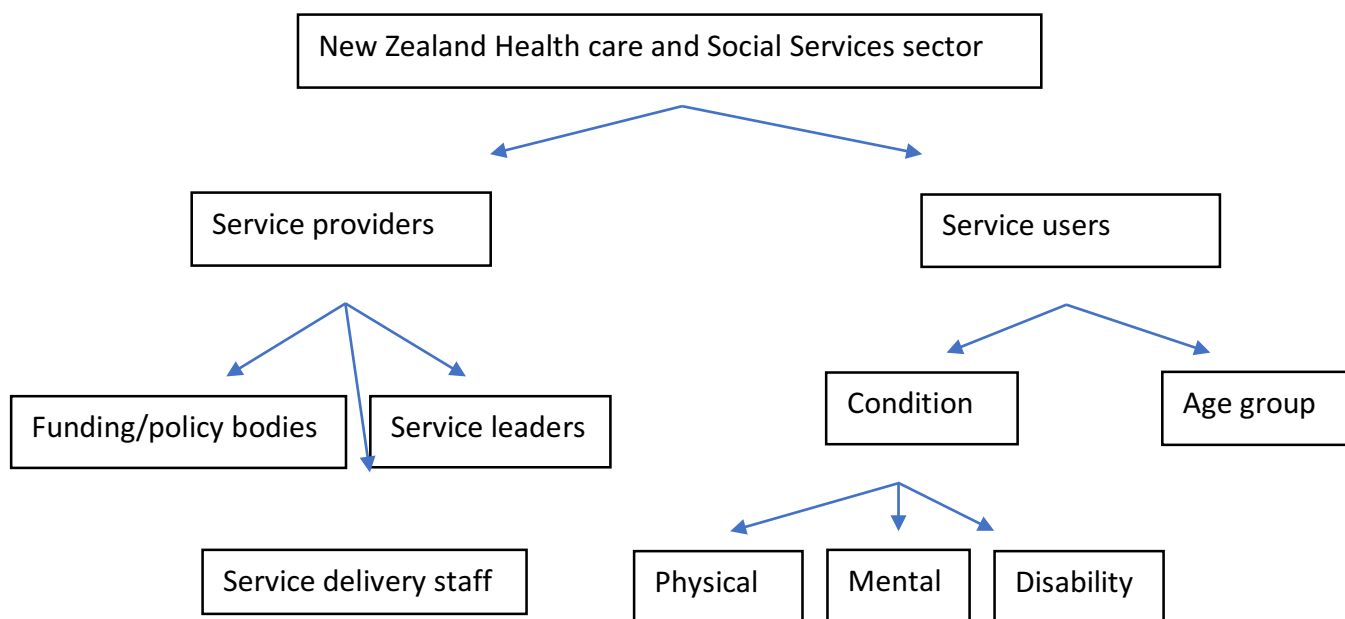 New Zealand Health care and Social Services sector
Service providers
Service users
Funding/policy bodies
Service leaders
Condition
Age group
Service delivery staff
Physical
Mental
Disability